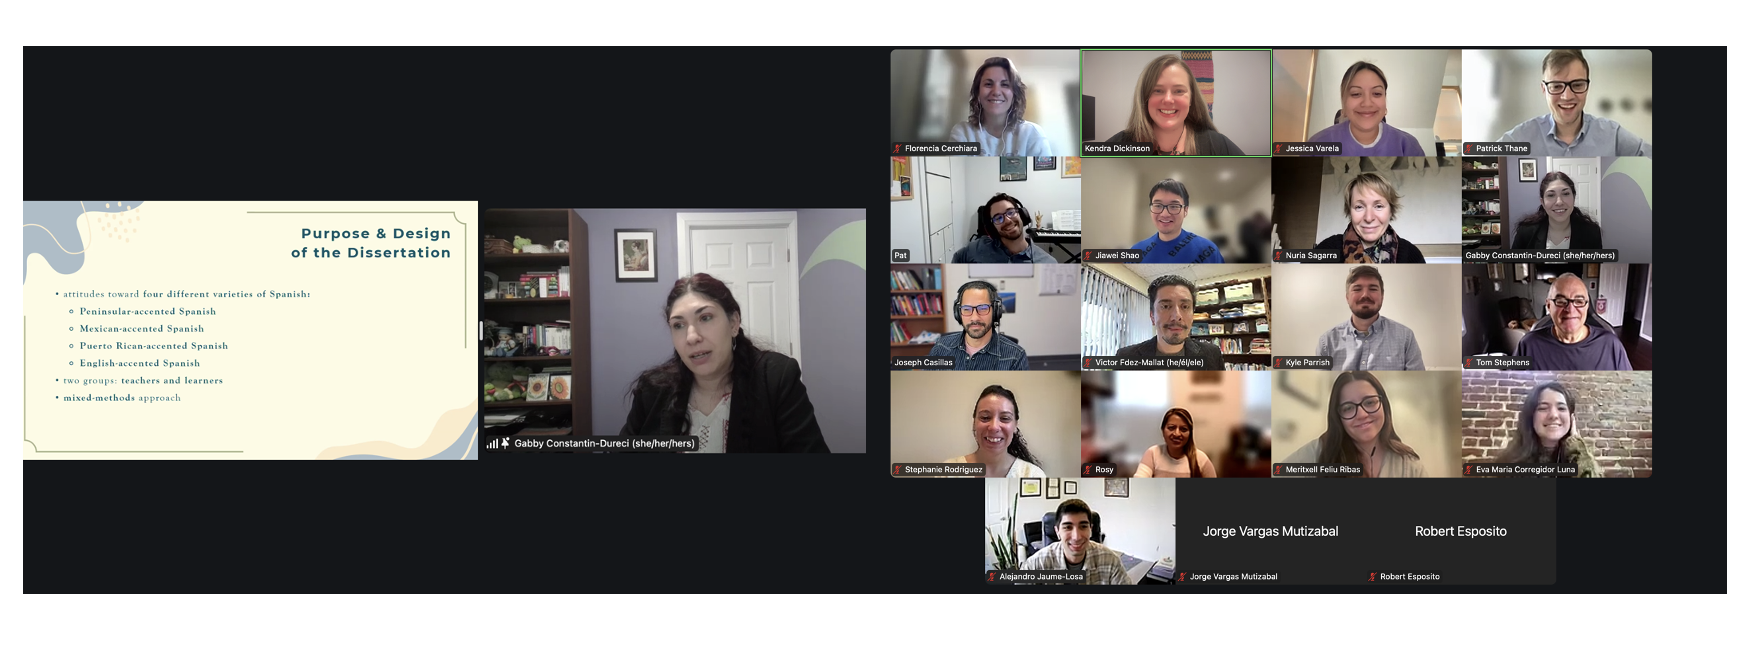 Purpose & Design
of the Dissertation
• attitudes toward four different varieties of Spanish:
Peninsular-accented Spanish
Mexican-accented Spanish
Puerto Rican-accented Spanish
English-accented Spanish
• two groups: teachers and learners
• mixed-methods approach
Gabby Constantin-Dureci (she/her/hers)
Florencia Cerchiara
Kendra Dickinson
Jessica Varela
Patrick Thane
Pat
Jiawei Shao
Nuria Sagarra
Gabby Constantin-Dureci (she/her/hers)
Joseph Casillas
Victor Fdez-Mallat (he/él/ele)
Kyle Parrish
Tom Stephens
Stephanie Rodriguez
Rosy
Meritxell Feliu Ribas
Eva Maria Corregidor Luna
Alejandro Jaume-Losa
Jorge Vargas Mutizabal
Jorge Vargas Mutizabal
Robert Esposito
Robert Esposito